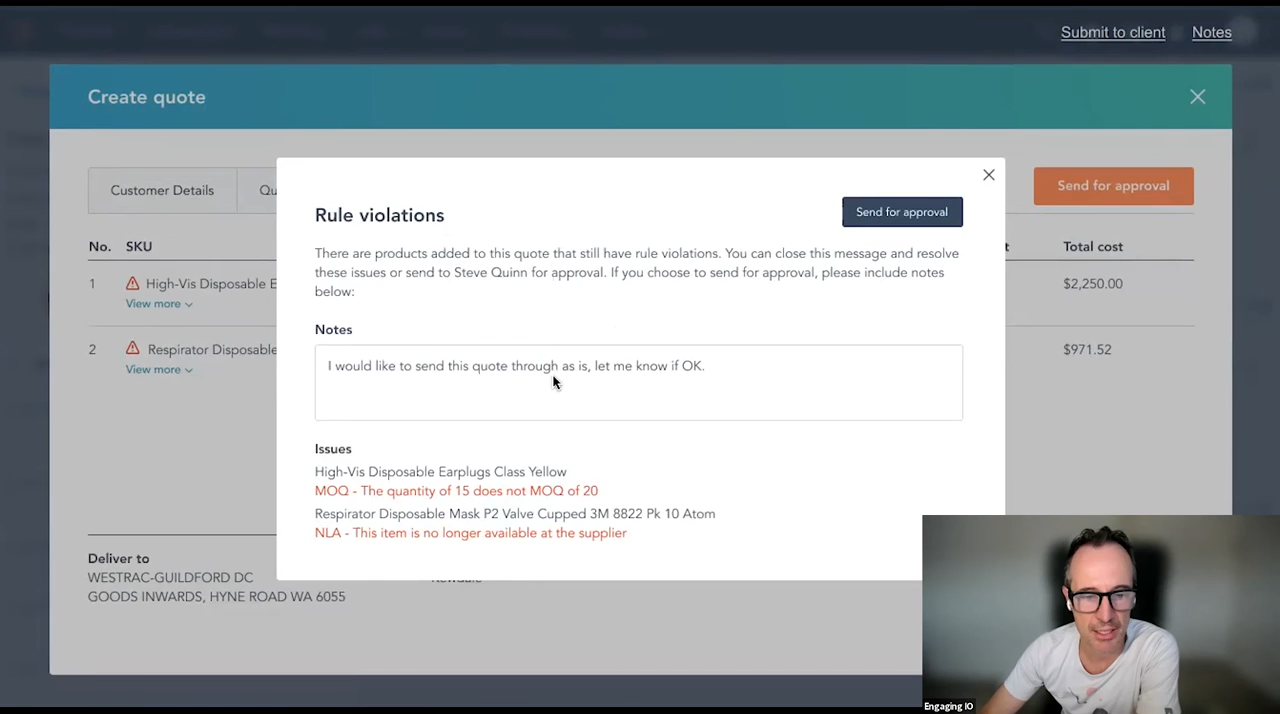 Submit to client Notes
Create quote
Customer Details Qu
Send for approval
Rule violations
Send for approval
There are products added to this quote that still have rule violations. You can close this message and resolve
these issues or send to Steve Quinn for approval. If you choose to send for approval, please include notes
below:
Notes
I would like to send this quote through as is, let me know if OK.
Issues
High-Vis Disposable Earplugs Class Yellow
MOQ - The quantity of 15 does not MOQ of 20
Respirator Disposable Mask P2 Valve Cupped 3M 8822 Pk 10 Atom
NLA - This item is no longer available at the supplier
No. SKU t Total cost
1 High-Vis Disposable E $2,250.00
View more
2 Respirator Disposable $971.52
View more
Deliver to
WESTRAC-GUILDFORD DC
GOODS INWARDS, HYNE ROAD WA 6055
Engaging IO